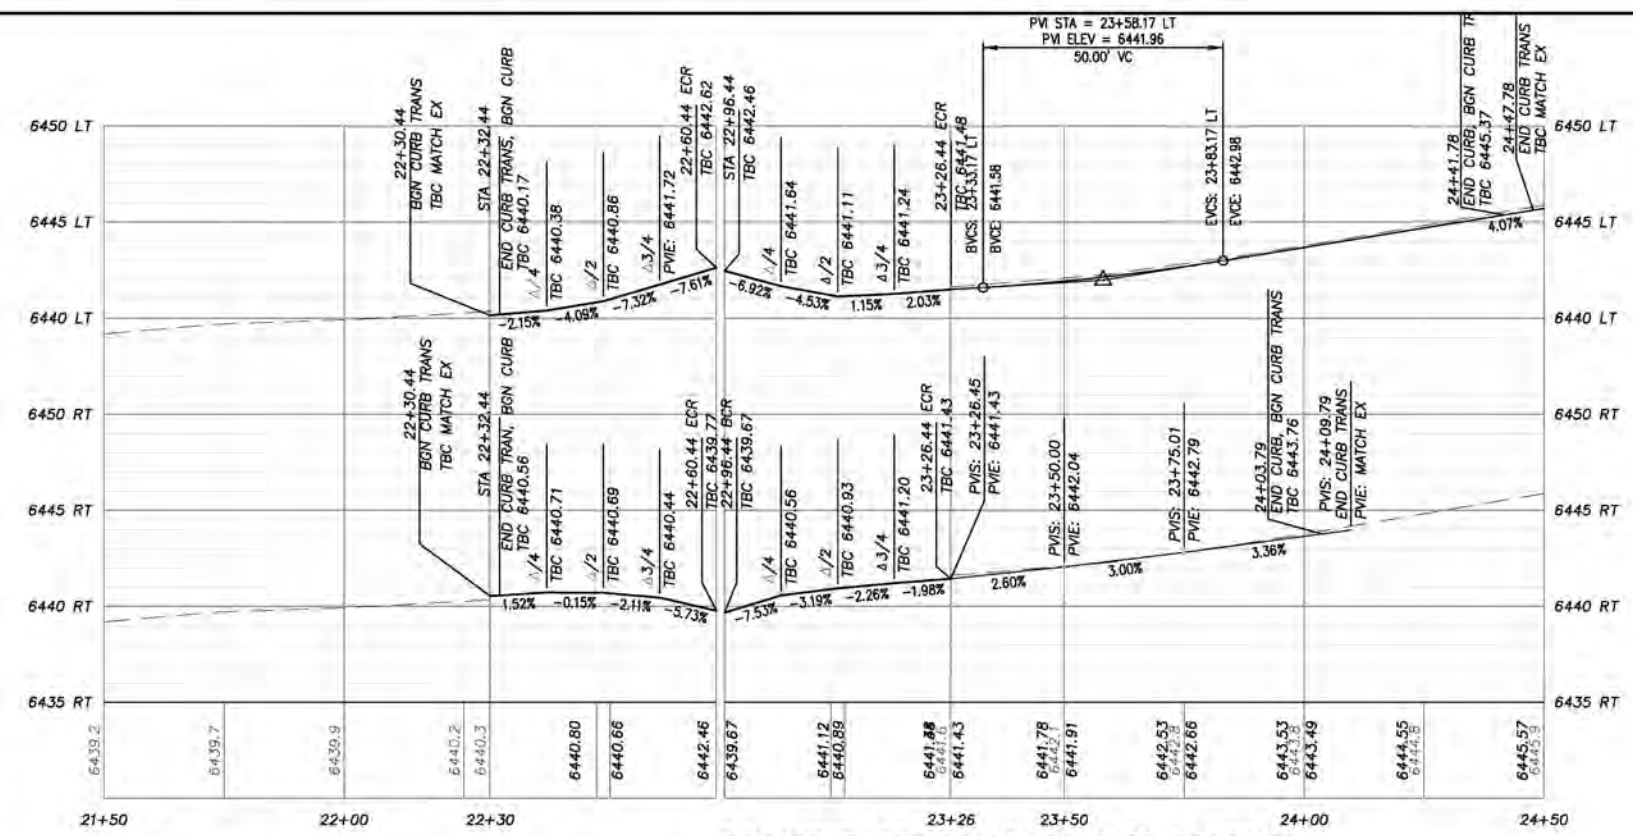 PVI STA = 23+58.17 LT
PVI ELEV = 6441.96
50.00' VC
6450 LT
6445 LT
6440 LT
6450 RT
6445 RT
6440 RT
6435 RT
22+30.44
BGN CURB TRANS
TBC MATCH EX
STA 22+32.44
END CURB TRANS, BGN CURB
TBC 6440.17
Δ/4
TBC 6440.38
Δ/2
TBC 6440.86
Δ3/4
PVIE: 6441.72
22+60.44 ECR
TBC 6442.62
STA 22+96.44
TBC 6442.46
Δ/4
TBC 6441.64
Δ/2
TBC 6441.11
Δ3/4
TBC 6441.24
23+26.44 ECR
TBC 6441.48
BVCS: 23+33.17 LT
BVCE: 6441.58
EVCS: 23+83.17 LT
EVCE: 6442.98
24+41.78
END CURB, BGN CURB
TBC 6445.37
24+47.78
END CURB TRANS
TBC MATCH EX
-2.15%
-4.09%
-7.32%
-7.61%
-6.92%
-4.53%
1.15%
2.03%
4.07%
6450 LT
6445 LT
6440 LT
6450 RT
6445 RT
6440 RT
6435 RT
22+30.44
BGN CURB TRANS
TBC MATCH EX
STA 22+32.44
END CURB TRAN, BGN CURB
TBC 6440.56
Δ/4
TBC 6440.71
Δ/2
TBC 6440.69
Δ3/4
TBC 6440.44
22+60.44 ECR
TBC 6439.77
22+96.44 BCR
TBC 6439.67
Δ/4
TBC 6440.56
Δ/2
TBC 6440.93
Δ3/4
TBC 6441.20
23+26.44 ECR
TBC 6441.43
PVIS: 23+26.45
PVIE: 6441.43
PVIS: 23+50.00
PVIE: 6442.04
PVIS: 23+75.01
PVIE: 6442.79
24+03.79
END CURB, BGN CURB TRANS
TBC 6443.76
PVIS: 24+09.79
END CURB TRANS
PVIE: MATCH EX
1.52%
-0.15%
-2.11%
-5.73%
-7.53%
-3.19%
-2.26%
-1.98%
2.60%
3.00%
3.36%
6439.2
6439.7
6439.9
6440.2
6440.3
6440.80
6440.66
6442.46
6439.67
6441.12
6440.89
6441.6
6441.43
6441.78
6442.1
6441.91
6442.53
6442.8
6442.66
6443.53
6443.8
6443.49
6444.55
6444.8
6445.57
6445.9
21+50
22+00
22+30
23+26
23+50
24+00
24+50